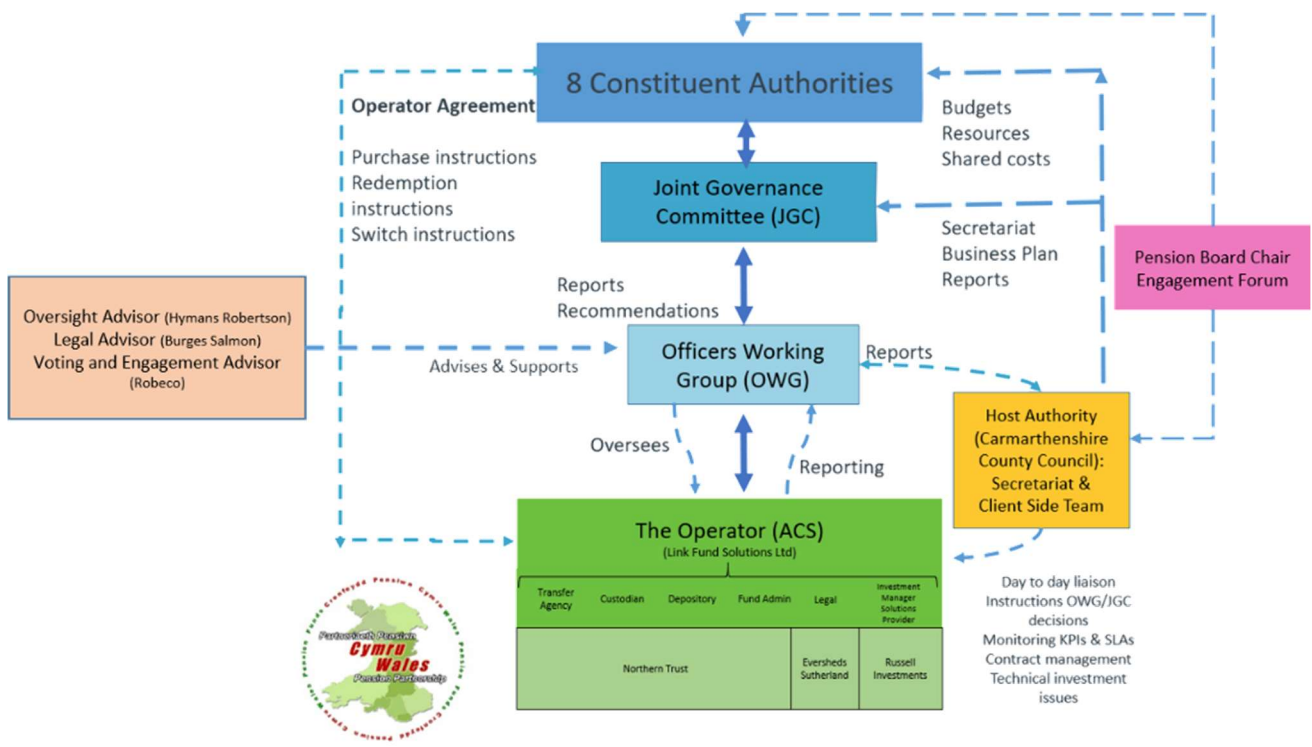 8 Constituent Authorities
Operator Agreement
Purchase instructions
Redemption
instructions
Switch instructions
Budgets
Resources
Shared costs
Joint Governance
Committee (JGC)
Secretariat
Business Plan
Reports
Pension Board Chair
Engagement Forum
Oversight Advisor (Hymans Robertson)
Legal Advisor (Burges Salmon)
Voting and Engagement Advisor
(Robeco)
Advises & Supports
Reports
Recommendations
Officers Working
Group (OWG)
Reports
Host Authority
(Carmarthenshire
County Council):
Secretariat &
Client Side Team
Oversees
Reporting
The Operator (ACS)
(Link Fund Solutions Ltd)
Transfer
Agency
Custodian
Depository
Fund Admin
Legal
Investment
Manager
Solutions
Provider
Northern Trust
Eversheds
Sutherland
Russell
Investments
Day to day liaison
Instructions OWG/JGC
decisions
Monitoring KPIs & SLAs
Contract management
Technical investment
issues
Partneriaeth Pensiwn
Cymru
Wales
Pension Partnership